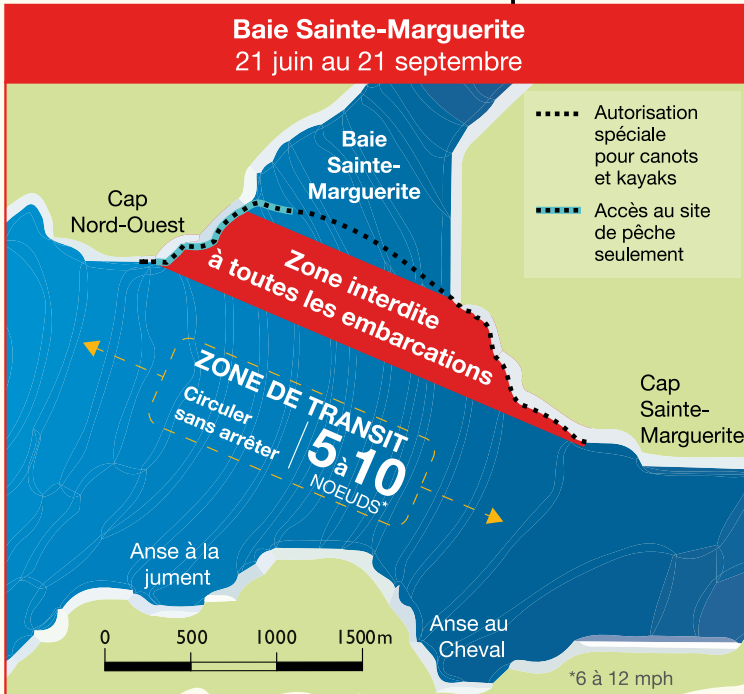 Baie Sainte-Marguerite
21 juin au 21 septembre
Autorisation
spéciale
pour canots
et kayaks
Accès au site
de pêche
seulement
Baie
Sainte-
Marguerite
Cap
Nord-Ouest
Zone interdite
à toutes les embarcations
ZONE DE TRANSIT
Circuler
sans arrêter
5 à 10
NOEUDS*
Cap
Sainte-
Marguerite
Anse à la
jument
Anse au
Cheval
0 500 1000 1500m
*6 à 12 mph